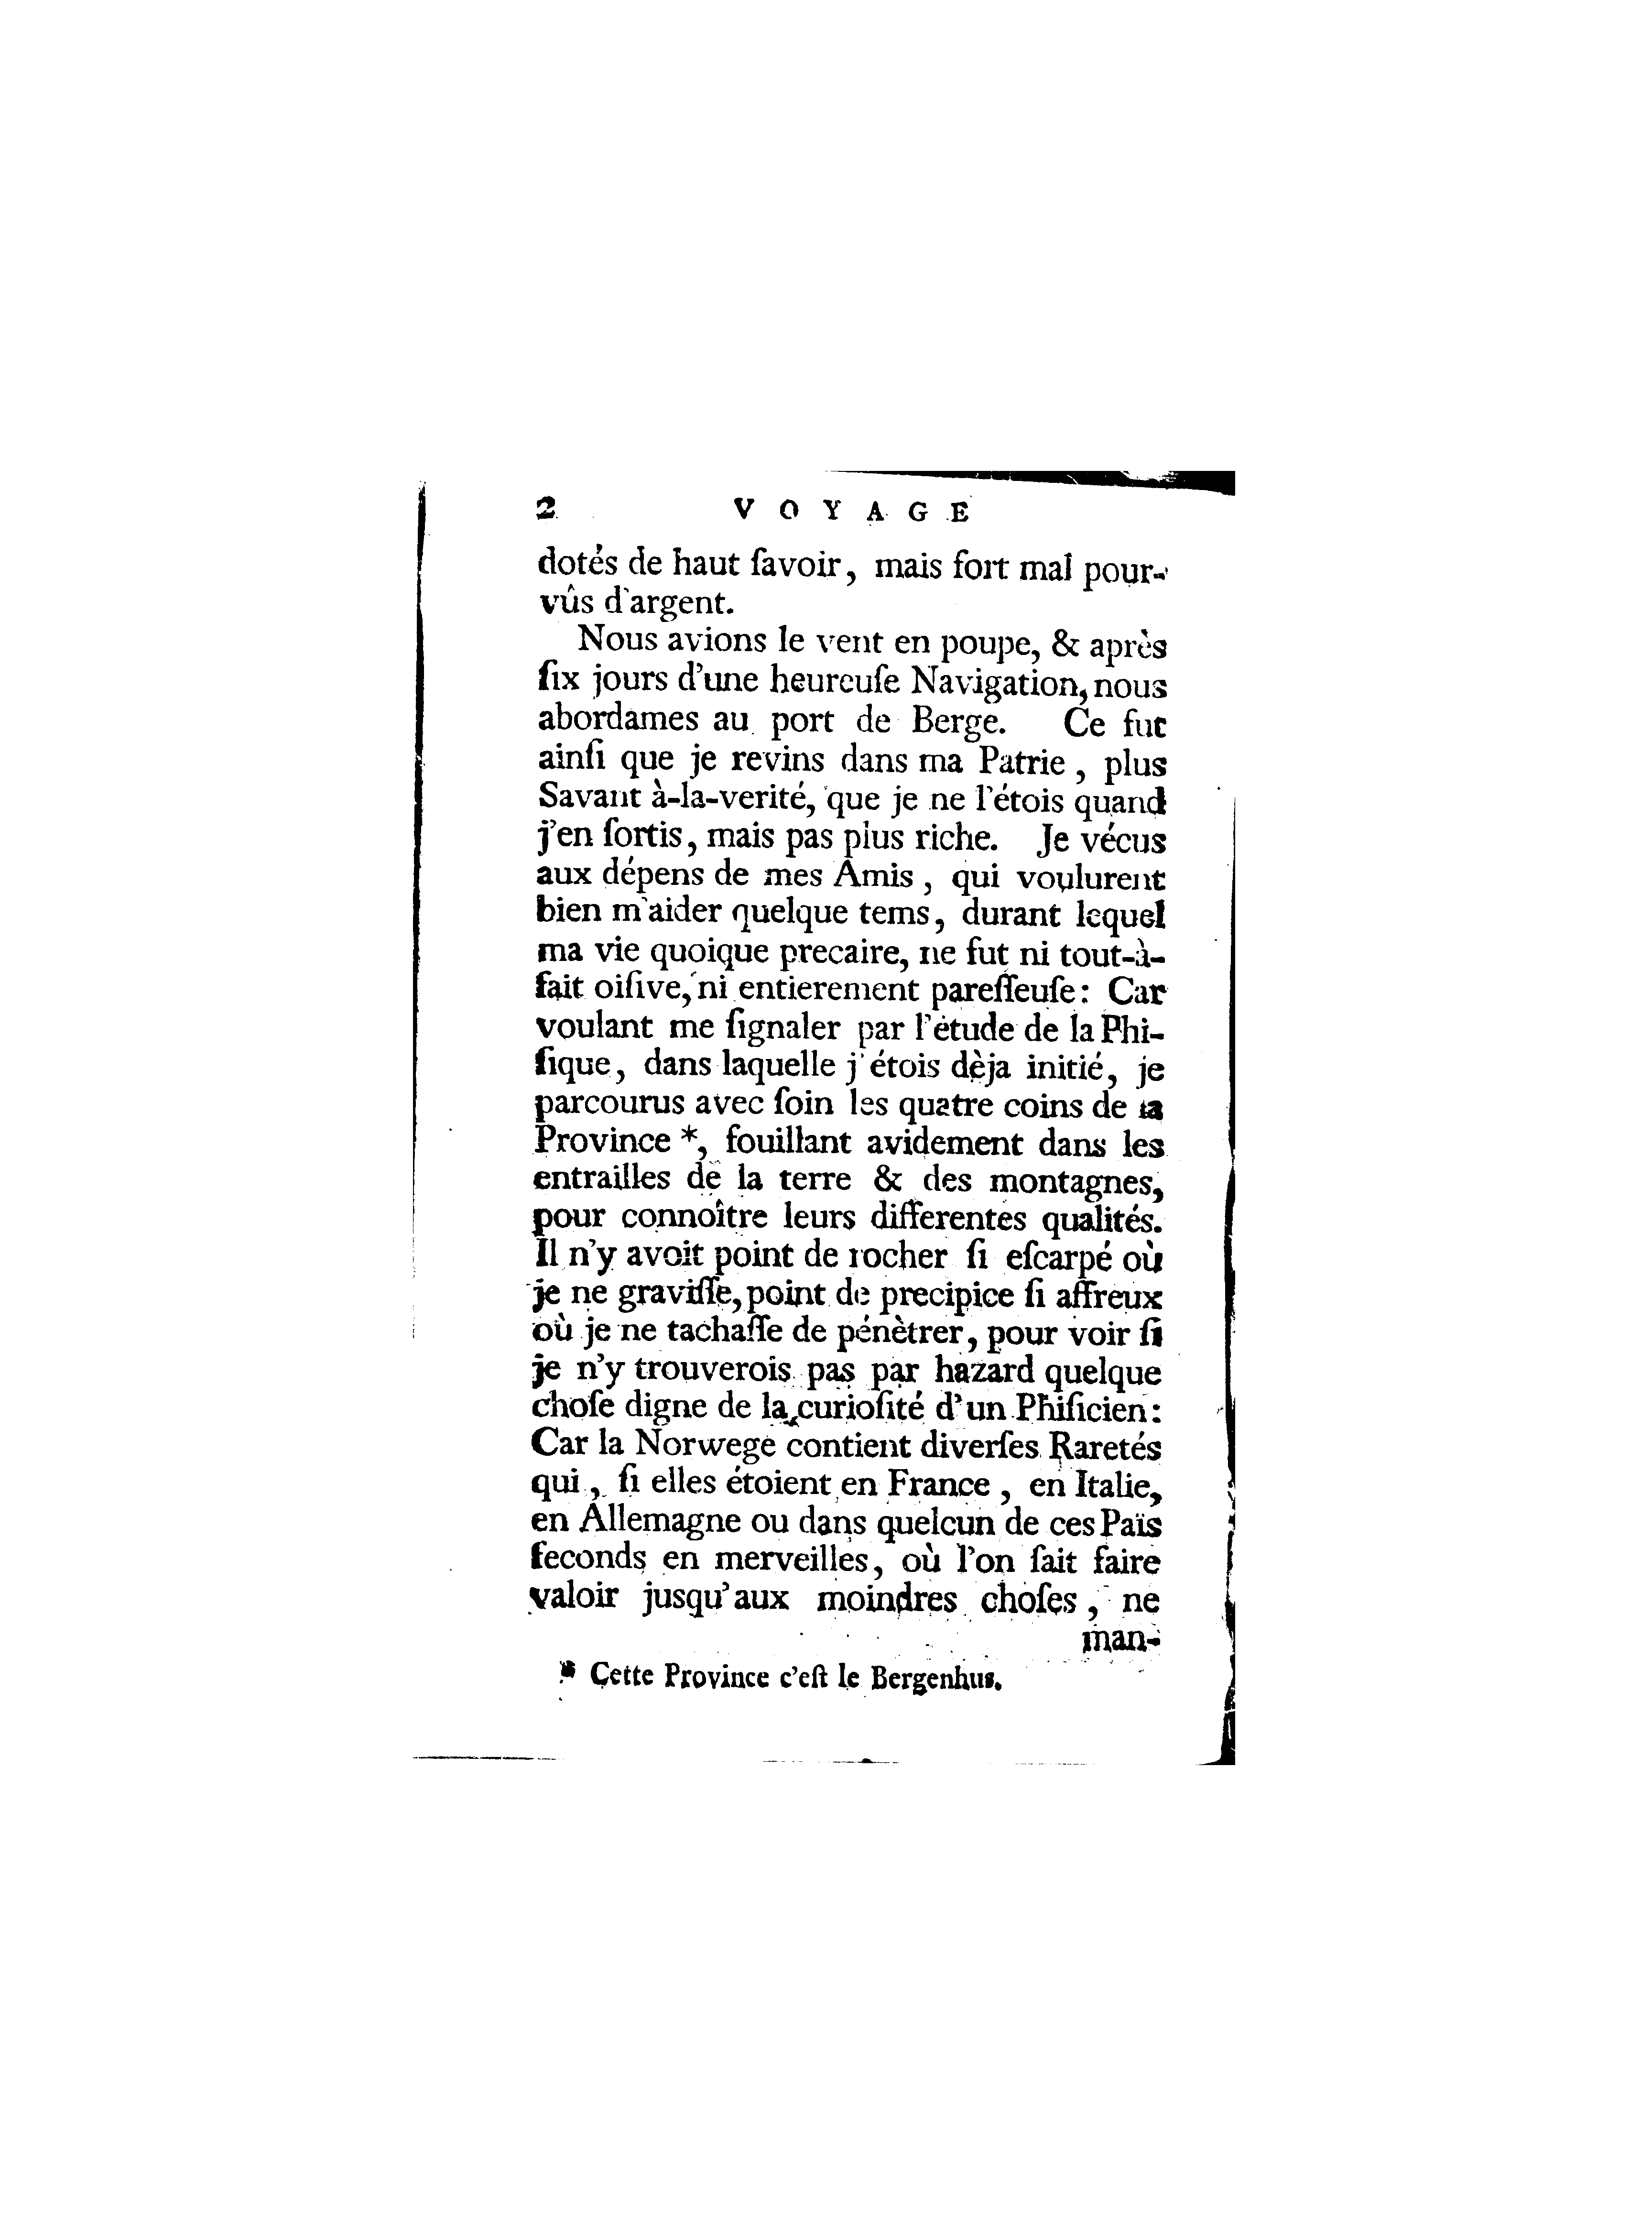 2 VOYAGE
dotés de haut ſavoir, mais fort mal pour-
vûs d'argent.
Nous avions le vent en poupe, & après
ſix jours d'une heureuſe Navigation, nous
abordames au port de Berge. Ce fut
ainſi que je revins dans ma Patrie, plus
Savant à-la-verité, que je ne l'étois quand
j'en ſortis, mais pas plus riche. Je vécus
aux dépens de mes Amis, qui voulurent
bien m'aider quelque tems, durant lequel
ma vie quoique precaire, ne fut ni tout-à-
fait oiſive, ni entierement pareſſeuſe: Car
voulant me ſignaler par l'étude de la Phi-
ſique, dans laquelle j'étois dèja initié, je
parcourus avec ſoin les quatre coins de la
Province *, fouillant avidement dans les
entrailles de la terre & des montagnes,
pour connoître leurs differentes qualités.
Il n'y avoit point de rocher ſi eſcarpé où
je ne graviſſe, point de precipice ſi affreux
où je ne tachaſſe de pénètrer, pour voir ſi
je n'y trouverois pas par hazard quelque
choſe digne de la curioſité d'un Phiſicien:
Car la Norwege contient diverſes Raretés
qui, ſi elles étoient en France, en Italie,
en Allemagne ou dans quelcun de ces Païs
feconds en merveilles, où l'on ſait faire
valoir jusqu'aux moindres choſes, ne
man-
* Cette Province c'eſt le Bergenhus.